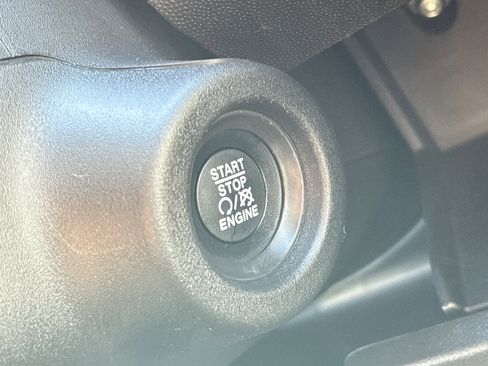 START
STOP
/
ENGINE